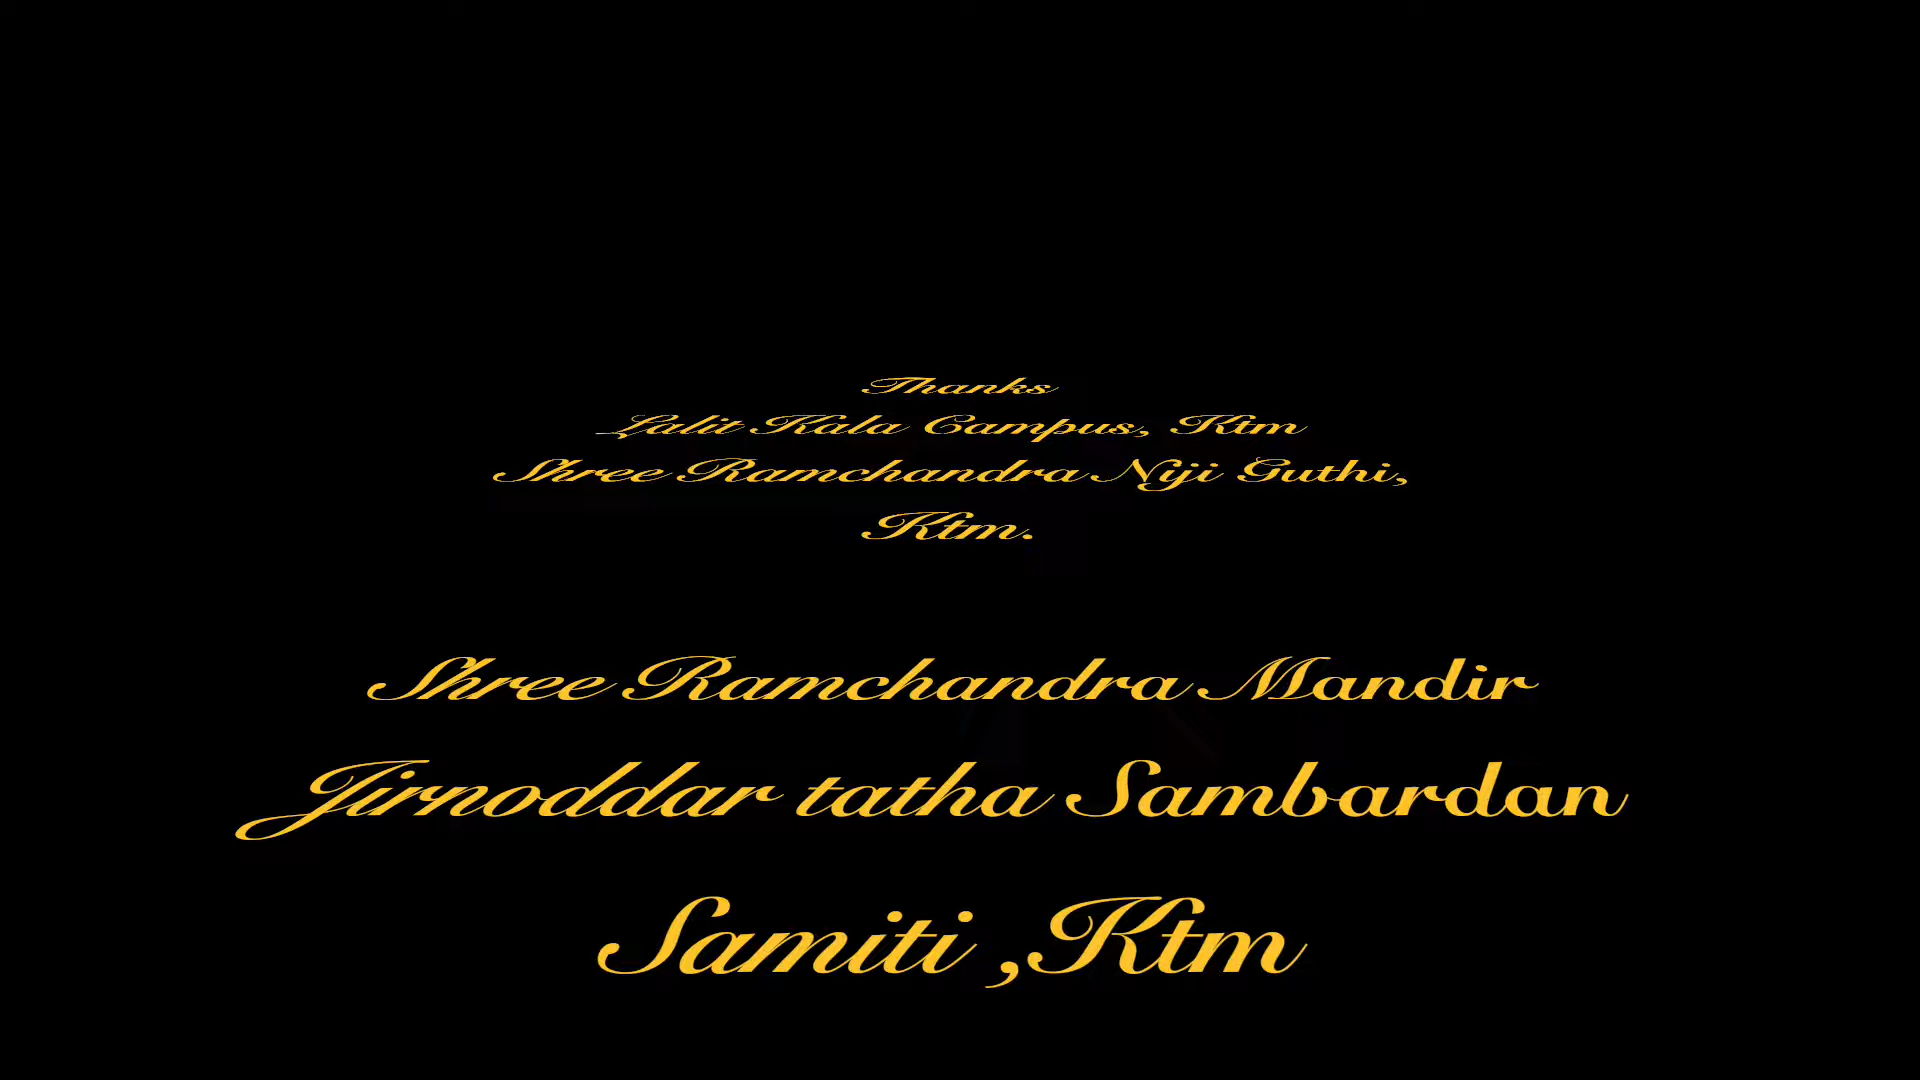 Thanks
Lalit Kala Campus, Ktm
Shree Ramchandra Niji Guthi,
Ktm.
Shree Ramchandra Mandir
Jirnoddar tatha Sambardan
Samiti ,Ktm